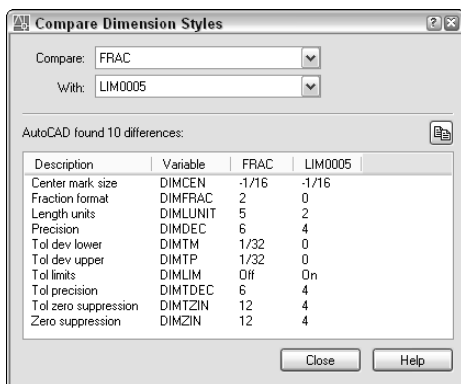 Compare Dimension Styles
Compare: FRAC
With: LIM0005
AutoCAD found 10 differences:
Description Variable FRAC LIM0005
Center mark size DIMCEN -1/16 -1/16
Fraction format DIMFRAC 2 0
Length units DIMLUNIT 5 2
Precision DIMDEC 6 4
Tol dev lower DIMTM 1/32 0
Tol dev upper DIMTP 1/32 0
Tol limits DIMLIM Off On
Tol precision DIMTDEC 6 4
Tol zero suppression DIMTZIN 12 4
Zero suppression DIMZIN 12 4
Close Help